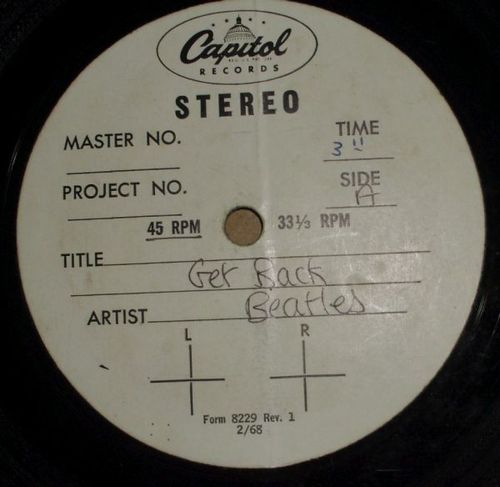 Capitol
RECORDS
STEREO
MASTER NO.
TIME
3 11
PROJECT NO.
SIDE
A
45 RPM 33⅓ RPM
TITLE
Get Back
ARTIST Beatles
L R
Form 8229 Rev. 1
2/68